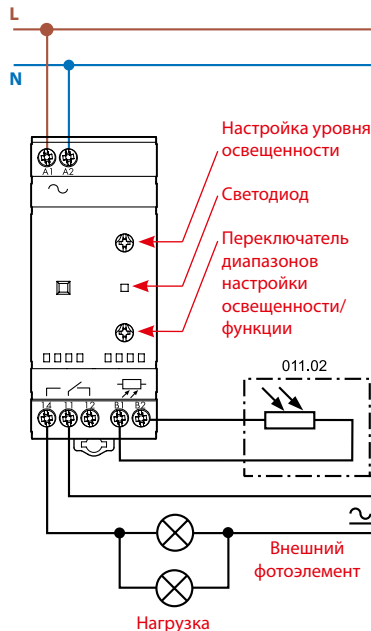 L
N
A1 A2
Настройка уровня
освещенности
Светодиод
Переключатель
диапазонов
настройки
освещенности/
функции
011.02
14 11 12 B1 B2
Внешний
фотоэлемент
Нагрузка